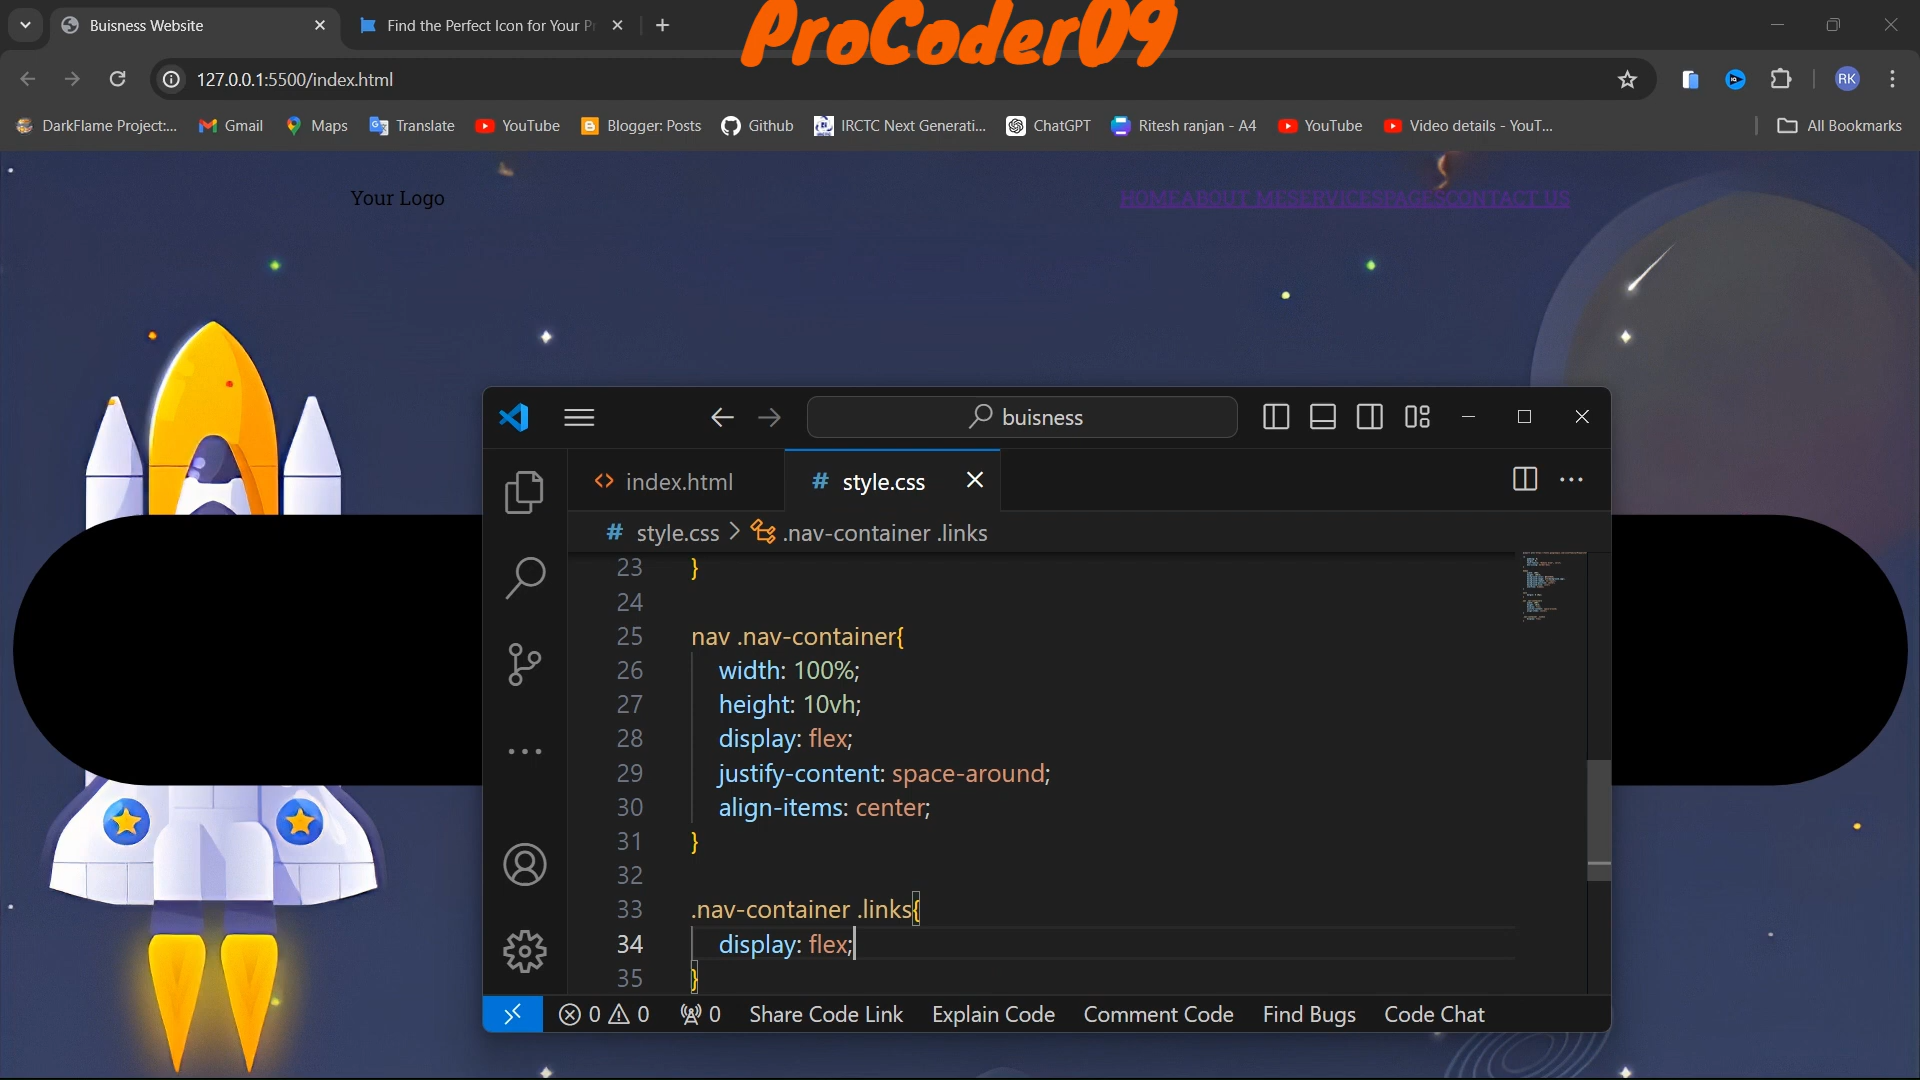 Buisness Website
Find the Perfect Icon for Your Pr
ProCoder09
127.0.0.1:5500/index.html
RK
DarkFlame Project:...
Gmail
Maps
Translate
YouTube
Blogger: Posts
Github
IRCTC Next Generati...
ChatGPT
Ritesh ranjan - A4
YouTube
Video details - YouT...
All Bookmarks
Your Logo
HOMEABOUT MESERVICESPAGESCONTACT US
buisness
index.html
# style.css
# style.css > .nav-container .links
23 }
24
25 nav .nav-container{
26 width: 100%;
27 height: 10vh;
28 display: flex;
29 justify-content: space-around;
30 align-items: center;
31 }
32
33 .nav-container .links{
34 display: flex;
35 }
0 0 0 Share Code Link Explain Code Comment Code Find Bugs Code Chat